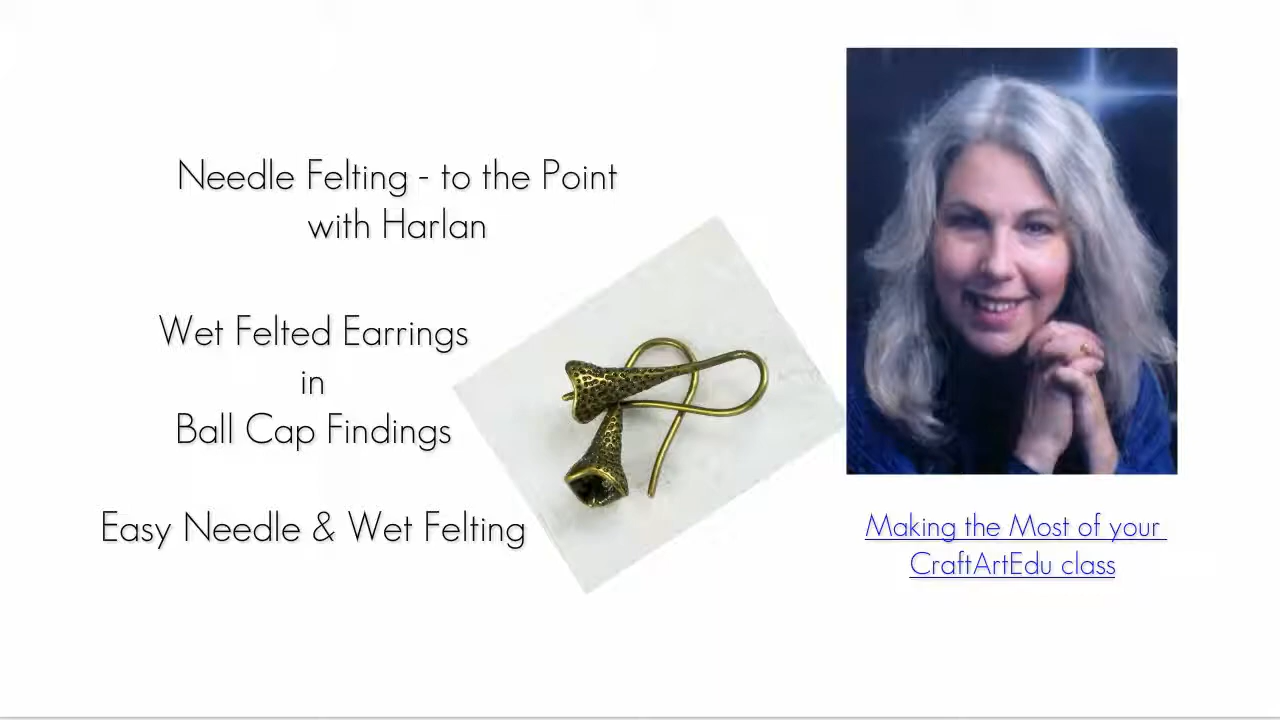 Needle Felting - to the Point
with Harlan
Wet Felted Earrings
in
Ball Cap Findings
Easy Needle & Wet Felting
Making the Most of your
CraftArtEdu class